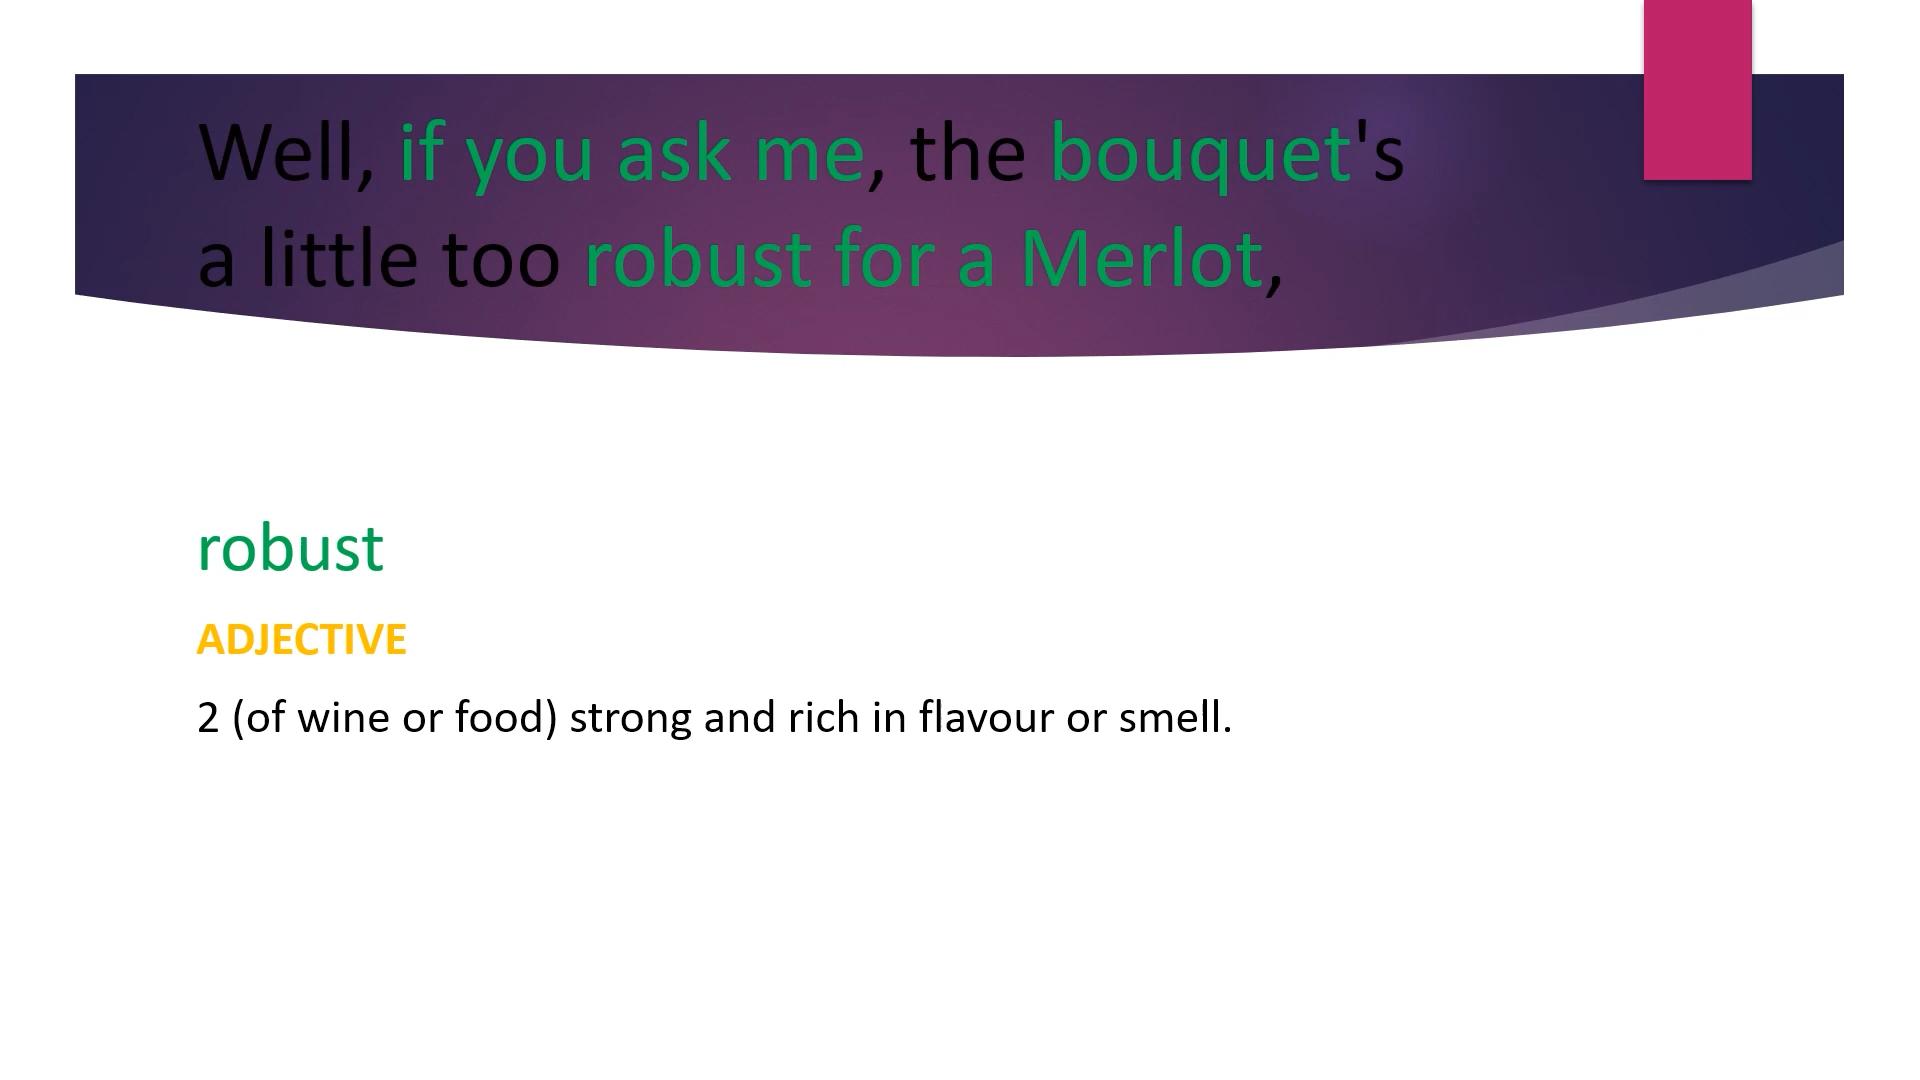 Well, if you ask me, the bouquet's
a little too robust for a Merlot,
robust
ADJECTIVE
2 (of wine or food) strong and rich in flavour or smell.